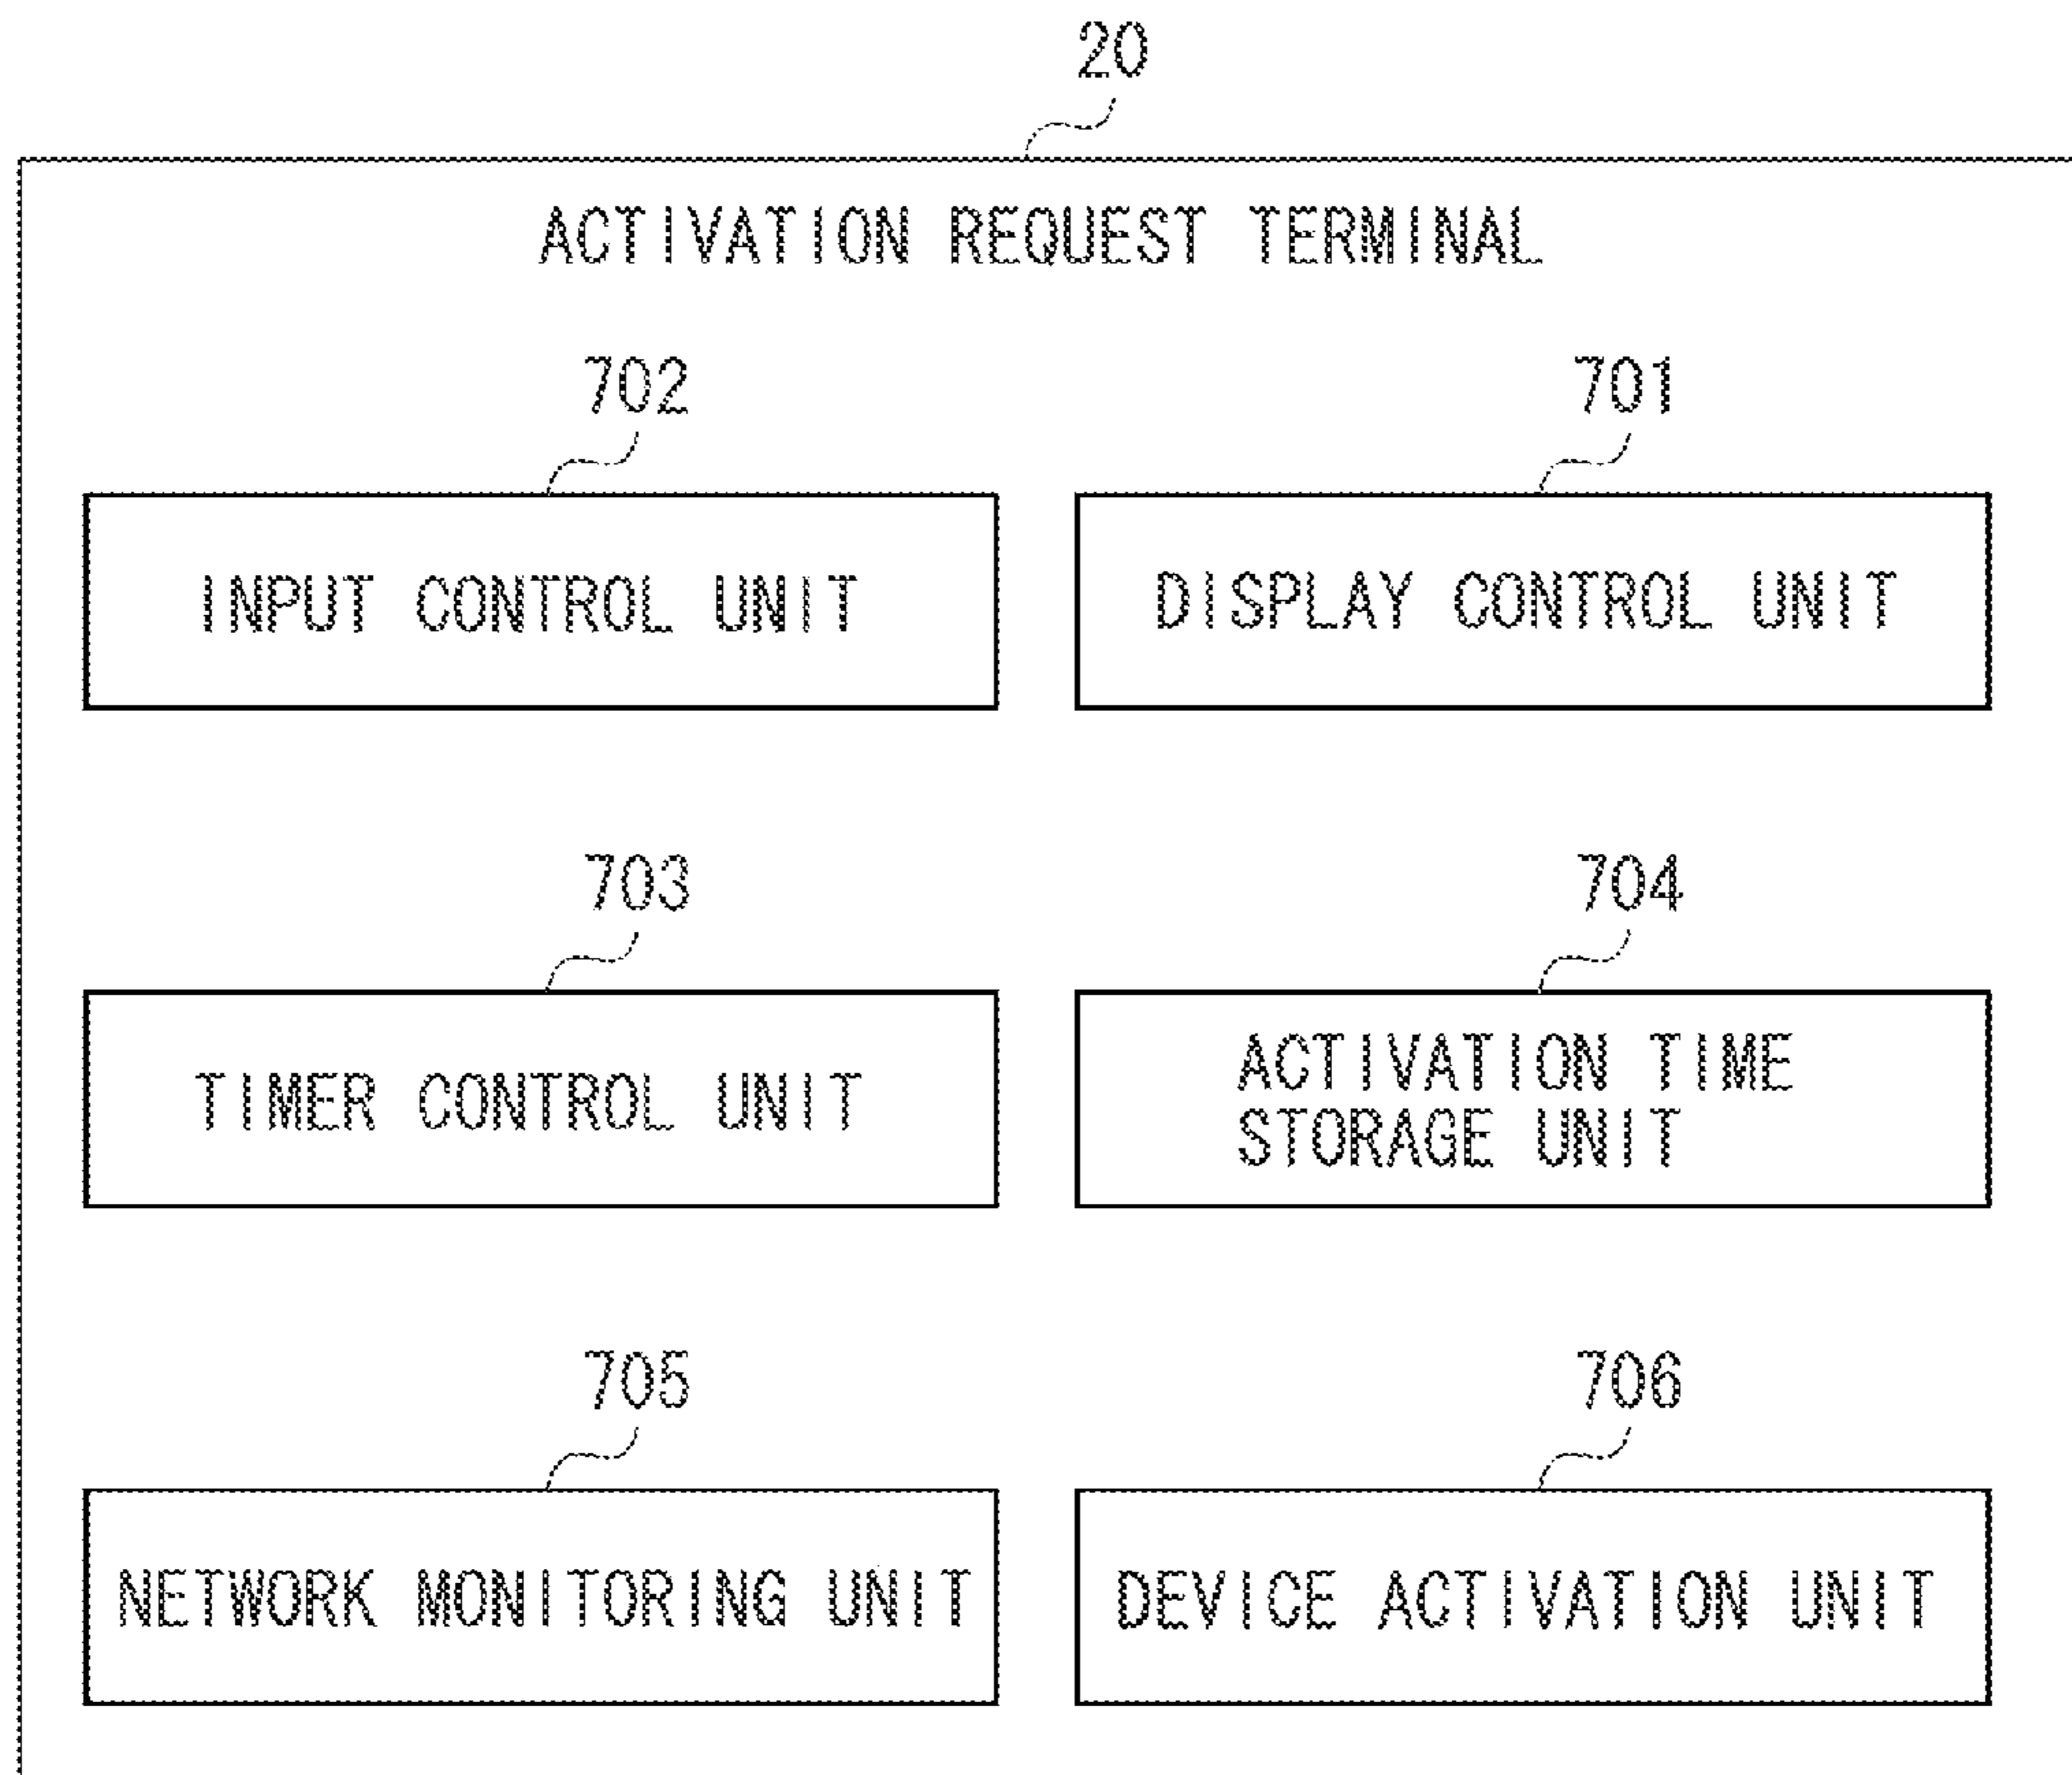 20
ACTIVATION REQUEST TERMINAL
702
701
INPUT CONTROL UNIT
DISPLAY CONTROL UNIT
703
704
TIMER CONTROL UNIT
ACTIVATION TIME
STORAGE UNIT
705
706
NETWORK MONITORING UNIT
DEVICE ACTIVATION UNIT